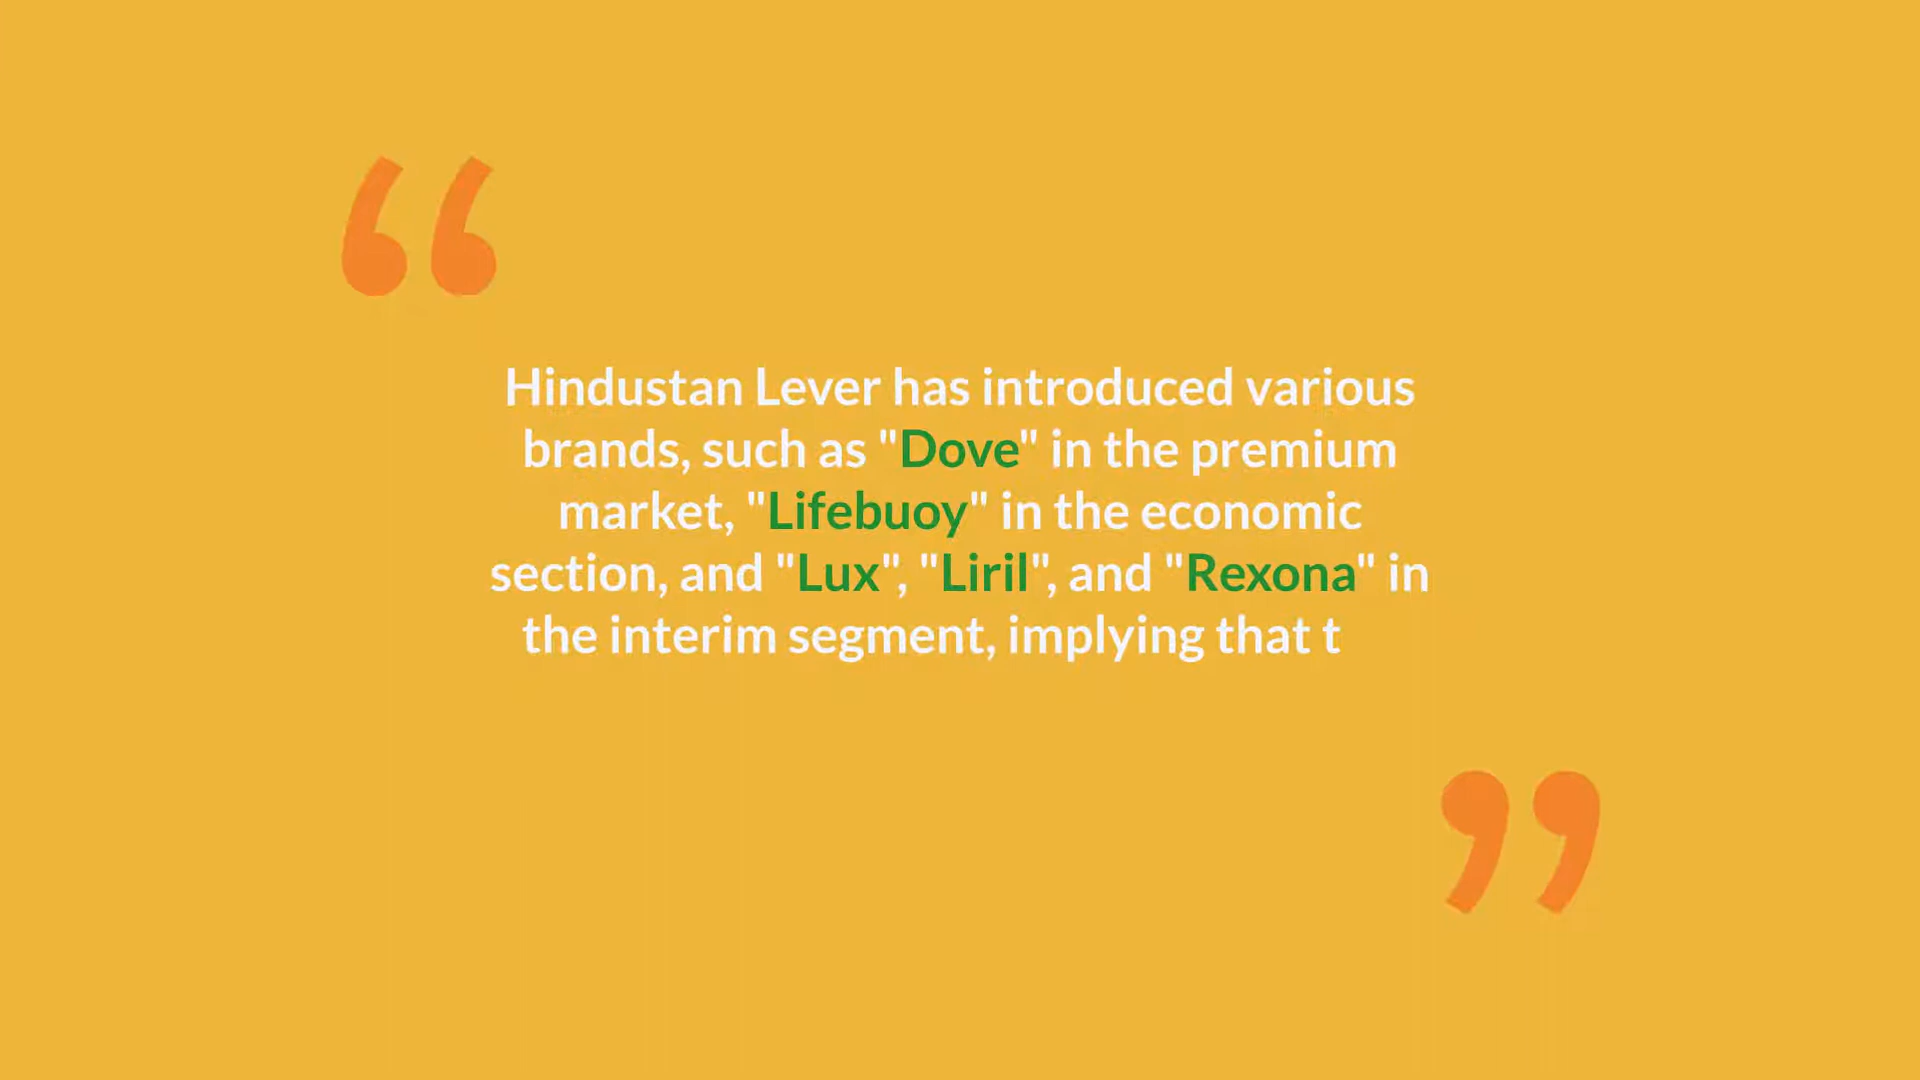 Hindustan Lever has introduced various
brands, such as "Dove" in the premium
market, "Lifebuoy" in the economic
section, and "Lux", "Liril", and "Rexona" in
the interim segment, implying that t